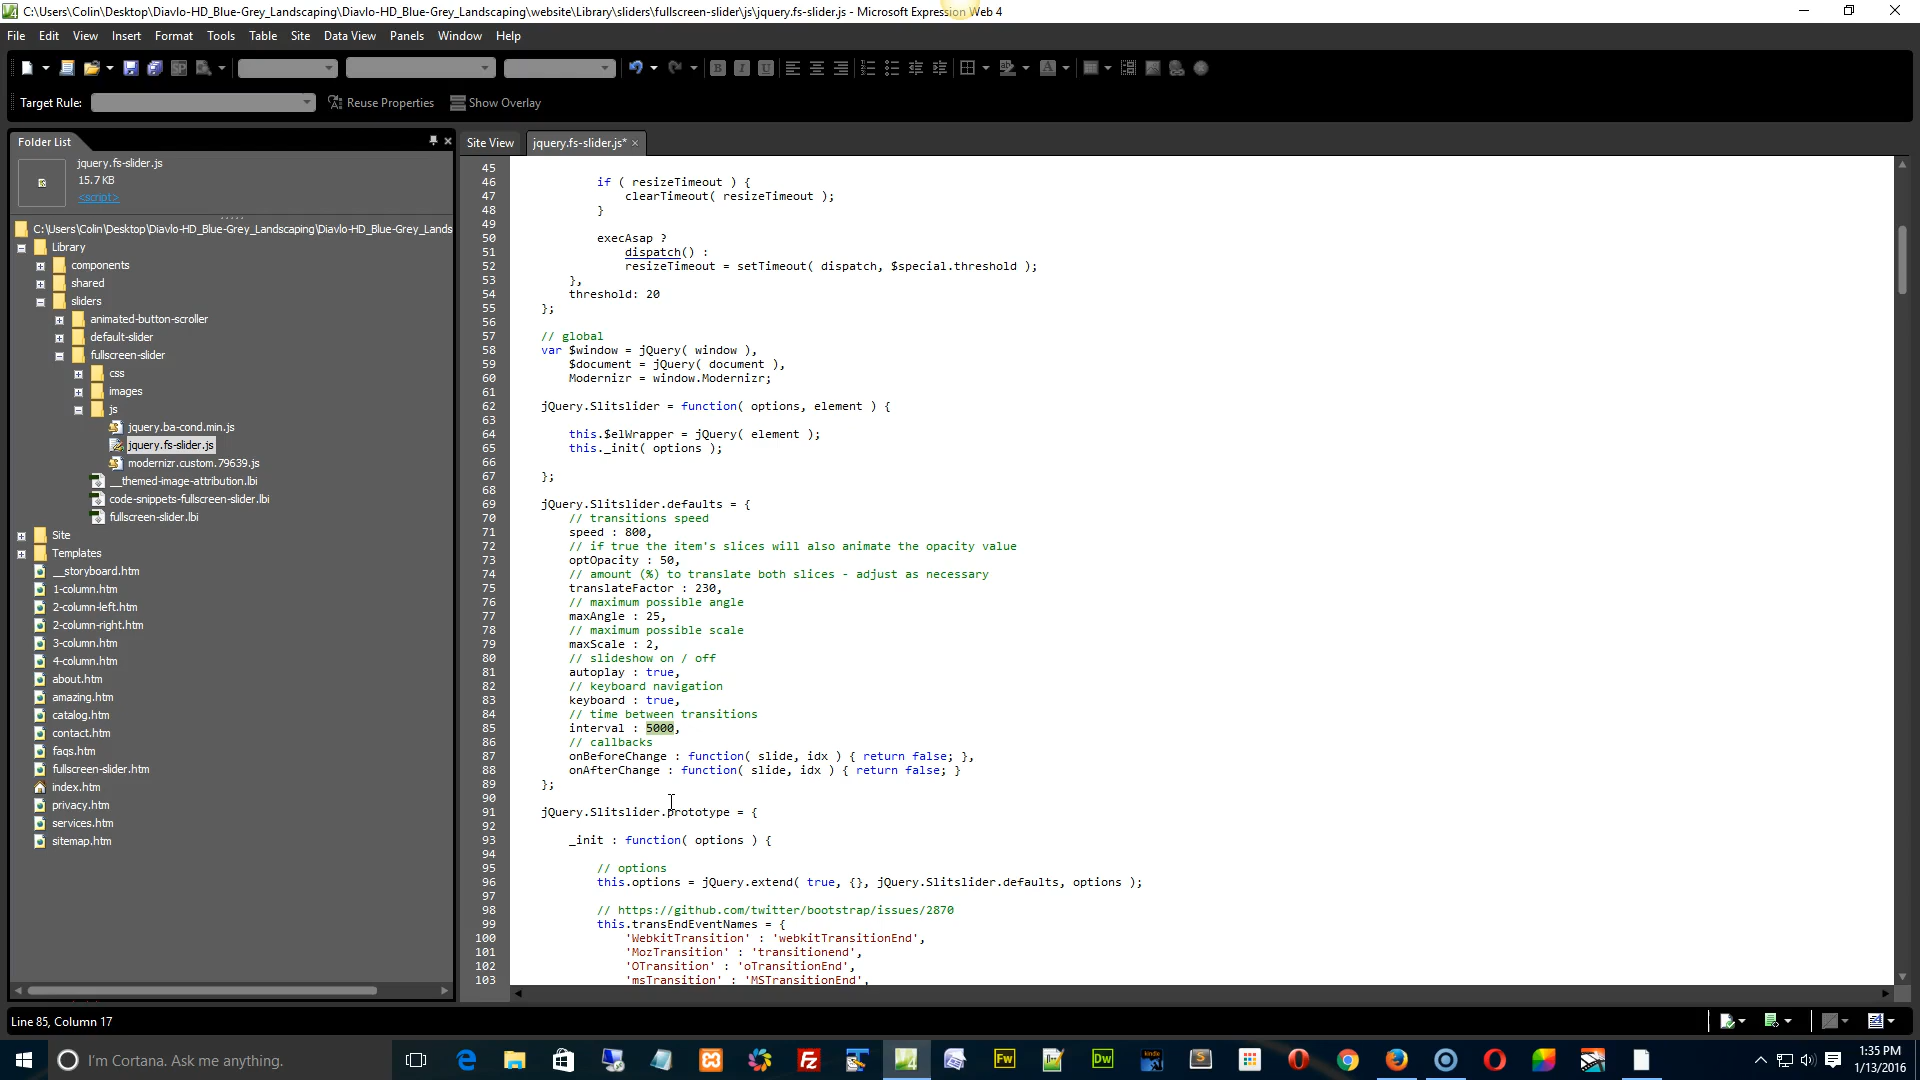 C:\Users\Colin\Desktop\Diavlo-HD_Blue-Grey_Landscaping\Diavlo-HD_Blue-Grey_Landscaping\website\Library\sliders\fullscreen-slider\js\jquery.fs-slider.js - Microsoft Expression Web 4
File Edit View Insert Format Tools Table Site Data View Panels Window Help
Target Rule: Reuse Properties Show Overlay
Folder List
jquery.fs-slider.js
15.7 KB
<script>
C:\Users\Colin\Desktop\Diavlo-HD_Blue-Grey_Landscaping\Diavlo-HD_Blue-Grey_Lands
Library
components
shared
sliders
animated-button-scroller
default-slider
fullscreen-slider
css
images
js
jquery.ba-cond.min.js
jquery.fs-slider.js
modernizr.custom.79639.js
__themed-image-attribution.lbi
code-snippets-fullscreen-slider.lbi
fullscreen-slider.lbi
Site
Templates
__storyboard.htm
1-column.htm
2-column-left.htm
2-column-right.htm
3-column.htm
4-column.htm
about.htm
amazing.htm
catalog.htm
contact.htm
faqs.htm
fullscreen-slider.htm
index.htm
privacy.htm
services.htm
sitemap.htm
Site View jquery.fs-slider.js*
45
46 if ( resizeTimeout ) {
47 clearTimeout( resizeTimeout );
48 }
49
50 execAsap ?
51 dispatch() :
52 resizeTimeout = setTimeout( dispatch, $special.threshold );
53 },
54 threshold: 20
55 };
56
57 // global
58 var $window = jQuery( window ),
59 $document = jQuery( document ),
60 Modernizr = window.Modernizr;
61
62 jQuery.Slitslider = function( options, element ) {
63
64 this.$elWrapper = jQuery( element );
65 this._init( options );
66
67 };
68
69 jQuery.Slitslider.defaults = {
70 // transitions speed
71 speed : 800,
72 // if true the item's slices will also animate the opacity value
73 optOpacity : 50,
74 // amount (%) to translate both slices - adjust as necessary
75 translateFactor : 230,
76 // maximum possible angle
77 maxAngle : 25,
78 // maximum possible scale
79 maxScale : 2,
80 // slideshow on / off
81 autoplay : true,
82 // keyboard navigation
83 keyboard : true,
84 // time between transitions
85 interval : 5000,
86 // callbacks
87 onBeforeChange : function( slide, idx ) { return false; },
88 onAfterChange : function( slide, idx ) { return false; }
89 };
90
91 jQuery.Slitslider.prototype = {
92
93 _init : function( options ) {
94
95 // options
96 this.options = jQuery.extend( true, {}, jQuery.Slitslider.defaults, options );
97
98 // https://github.com/twitter/bootstrap/issues/2870
99 this.transEndEventNames = {
100 'WebkitTransition' : 'webkitTransitionEnd',
101 'MozTransition' : 'transitionend',
102 'OTransition' : 'oTransitionEnd',
103 'msTransition' : 'MSTransitionEnd',
Line 85, Column 17
I'm Cortana. Ask me anything.
Fw
Dw
kindle
1:35 PM
1/13/2016